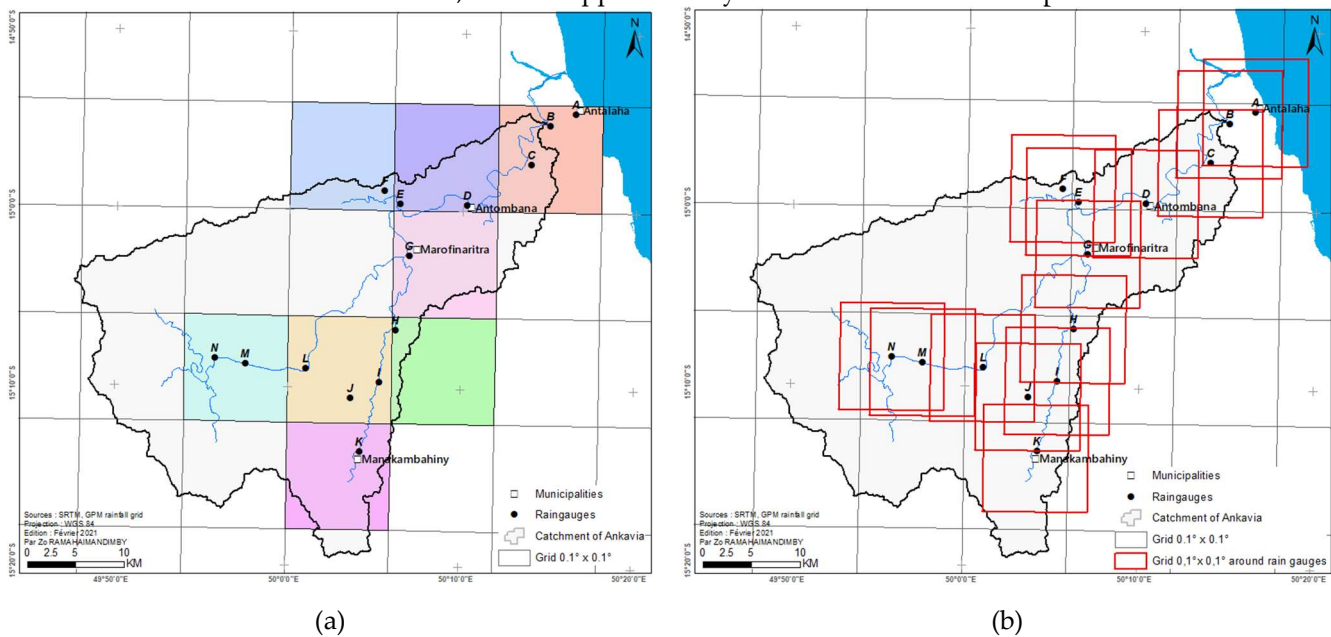 14°50'0"S
N
A
Antalaha
B
C
F
E
D
Antombana
15°0'0"S
G
Marofinaritra
H
N
M
L
I
J
15°10'0"S
K
Manakambahiny
Municipalities
Raingauges
Catchment of Ankavia
Grid 0.1° x 0.1°
Sources : SRTM, GPM rainfall grid
Projection : WGS 84
Edition : Février 2021
Par Zo RAMAHAIMANDIMBY
0 2.5 5 10
KM
15°20'0"S
49°50'0"E
50°0'0"E
50°10'0"E
50°20'0"E
(a)
14°50'0"S
N
A
Antalaha
B
C
F
E
D
Antombana
15°0'0"S
G
Marofinaritra
H
N
M
L
I
J
15°10'0"S
K
Manakambahiny
Municipalities
Raingauges
Catchment of Ankavia
Grid 0.1° x 0.1°
Grid 0,1°x 0,1° around rain gauges
Sources : SRTM, GPM rainfall grid
Projection : WGS 84
Edition : Février 2021
Par Zo RAMAHAIMANDIMBY
0 2.5 5 10
KM
15°20'0"S
49°50'0"E
50°0'0"E
50°10'0"E
50°20'0"E
(b)